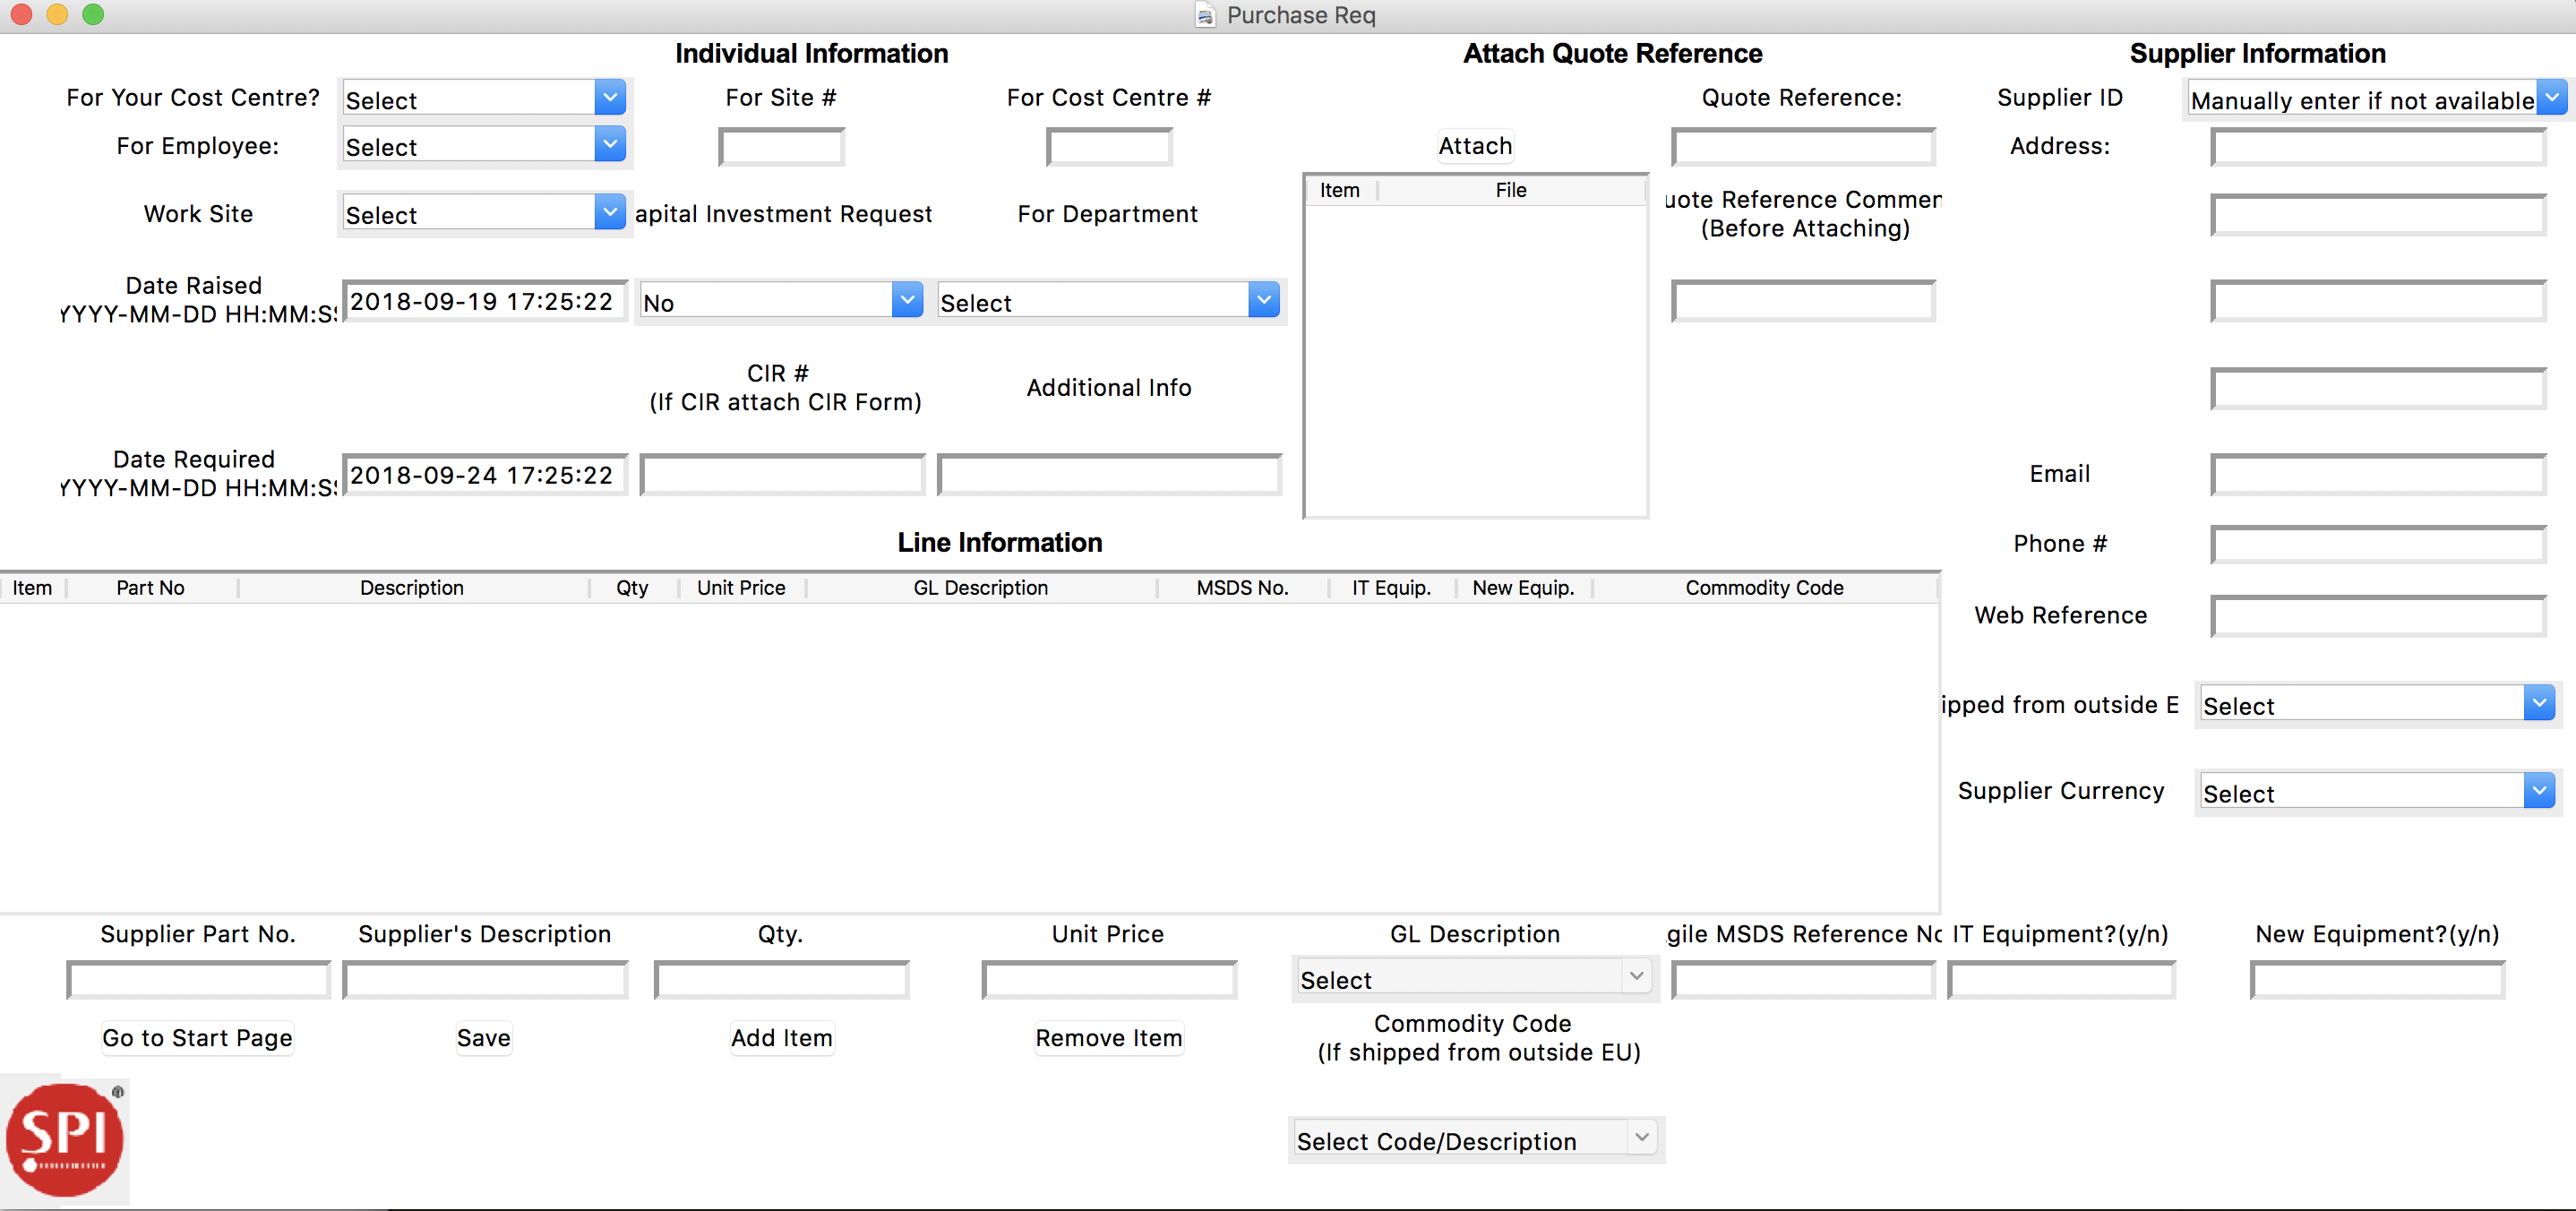 Purchase Req
Individual Information
Attach Quote Reference
Supplier Information
For Your Cost Centre?
Select
For Site #
For Cost Centre #
Quote Reference:
Supplier ID
Manually enter if not available
For Employee:
Select
Attach
Address:
Item
File
Work Site
Select
apital Investment Request
For Department
uote Reference Commen
(Before Attaching)
Date Raised
YYYY-MM-DD HH:MM:SS
2018-09-19 17:25:22
No
Select
CIR #
(If CIR attach CIR Form)
Additional Info
Date Required
YYYY-MM-DD HH:MM:SS
2018-09-24 17:25:22
Email
Line Information
Phone #
Item
Part No
Description
Qty
Unit Price
GL Description
MSDS No.
IT Equip.
New Equip.
Commodity Code
Web Reference
ipped from outside E
Select
Supplier Currency
Select
Supplier Part No.
Supplier's Description
Qty.
Unit Price
GL Description
gile MSDS Reference No
IT Equipment?(y/n)
New Equipment?(y/n)
Select
Go to Start Page
Save
Add Item
Remove Item
Commodity Code
(If shipped from outside EU)
SPI
Select Code/Description